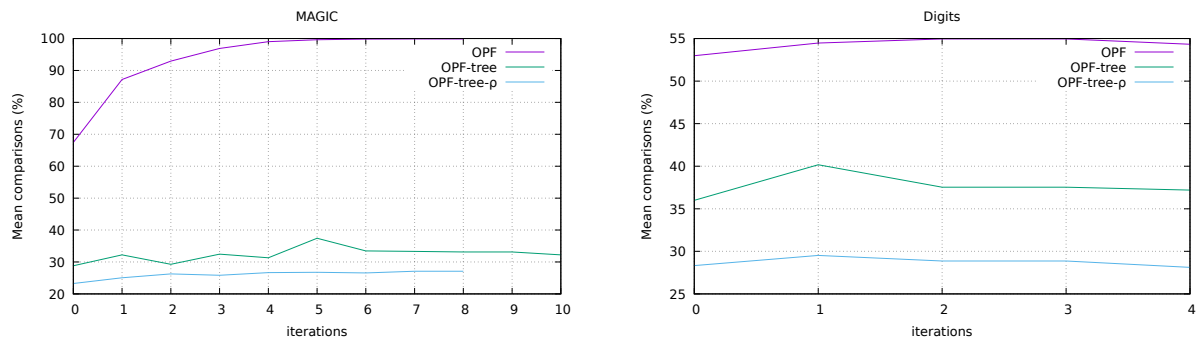 MAGIC
Mean comparisons (%)
100
90
80
70
60
50
40
30
20
OPF
OPF-tree
OPF-tree-ρ
0 1 2 3 4 5 6 7 8 9 10
iterations
Digits
Mean comparisons (%)
55
50
45
40
35
30
25
OPF
OPF-tree
OPF-tree-ρ
0 1 2 3 4
iterations